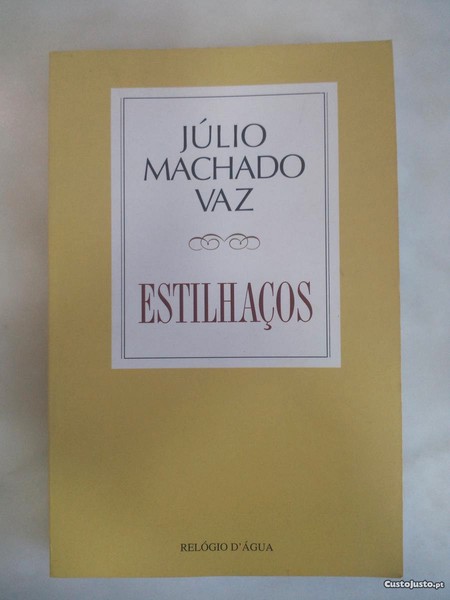 JÚLIO
MACHADO
VAZ
ESTILHAÇOS
RELÓGIO D'ÁGUA
CustoJusto.pt